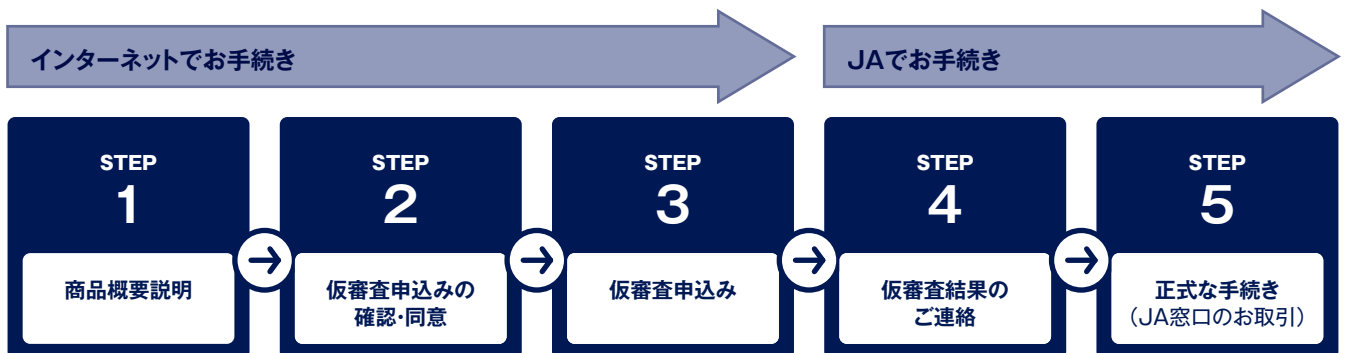 インターネットでお手続き
JAでお手続き
STEP
1
商品概要説明
STEP
2
仮審査申込みの
確認・同意
STEP
3
仮審査申込み
STEP
4
仮審査結果の
ご連絡
STEP
5
正式な手続き
（JA窓口のお取引）